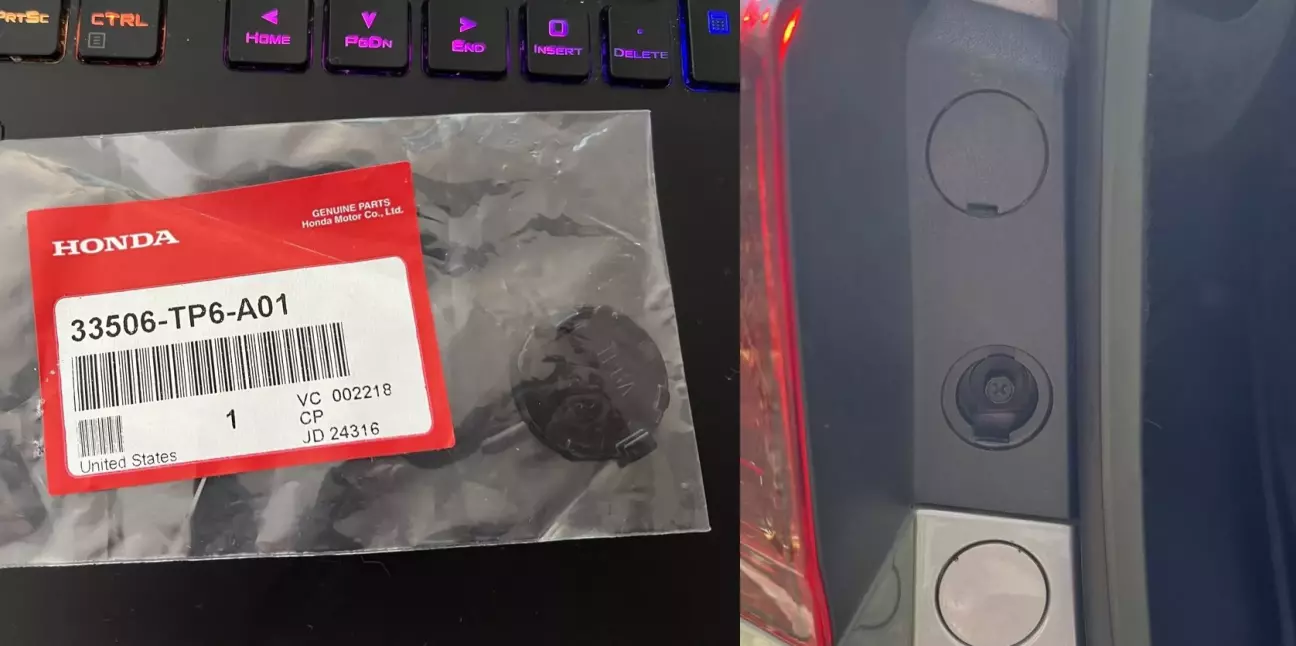 PRTSC
CTRL
HOME
PGDN
END
INSERT
DELETE
GENUINE PARTS
Honda Motor Co., Ltd.
HONDA
33506-TP6-A01
1
VC 002218
CP
JD 24316
United States